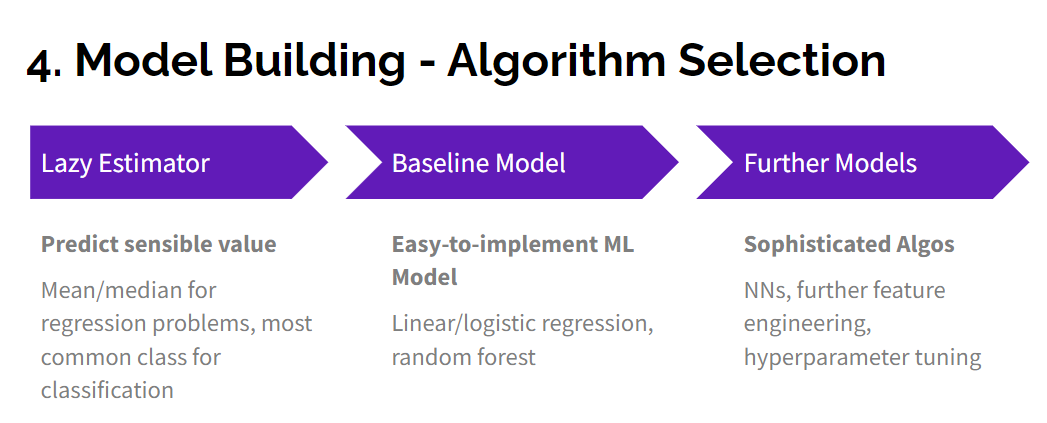 4. Model Building - Algorithm Selection
Lazy Estimator
Predict sensible value
Mean/median for
regression problems, most
common class for
classification
Baseline Model
Easy-to-implement ML
Model
Linear/logistic regression,
random forest
Further Models
Sophisticated Algos
NNs, further feature
engineering,
hyperparameter tuning